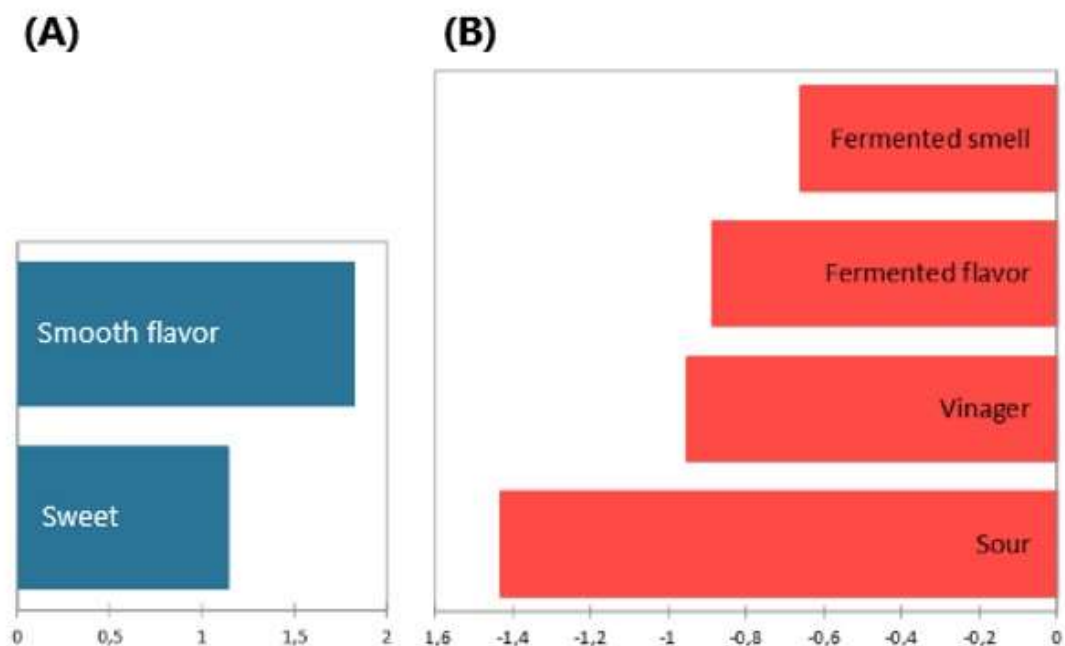 (A)
(B)
Smooth flavor
Sweet
0 0,5 1 1,5 2
Fermented smell
Fermented flavor
Vinager
Sour
1,6 -1,4 -1,2 -1 -0,8 -0,6 -0,4 -0,2 0